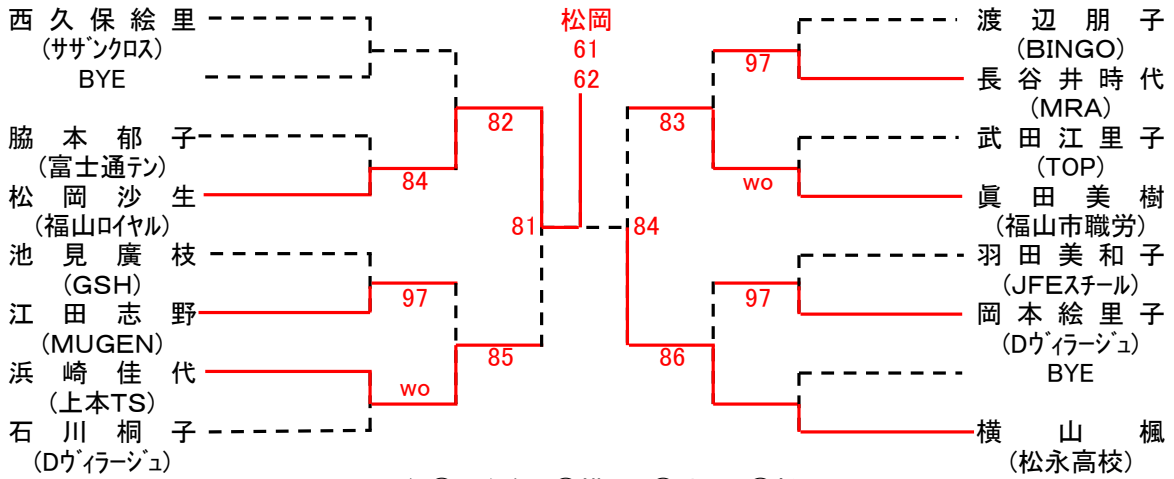 西久保絵里
(ｻｻﾞﾝｸﾛｽ)
BYE
脇本郁子
(富士通テン)
松岡沙生
(福山ﾛｲﾔﾙ)
池見廣枝
(GSH)
江田志野
(MUGEN)
浜崎佳代
(上本TS)
石川桐子
(Dｳﾞｨﾗｰｼﾞｭ)
84
97
wo
82
85
81
松岡
61
62
84
83
86
97
wo
97
渡辺朋子
(BINGO)
長谷井時代
(MRA)
武田江里子
(TOP)
眞田美樹
(福山市職労)
羽田美和子
(JFEｽﾁｰﾙ)
岡本絵里子
(Dｳﾞｨﾗｰｼﾞｭ)
BYE
横山楓
(松永高校)